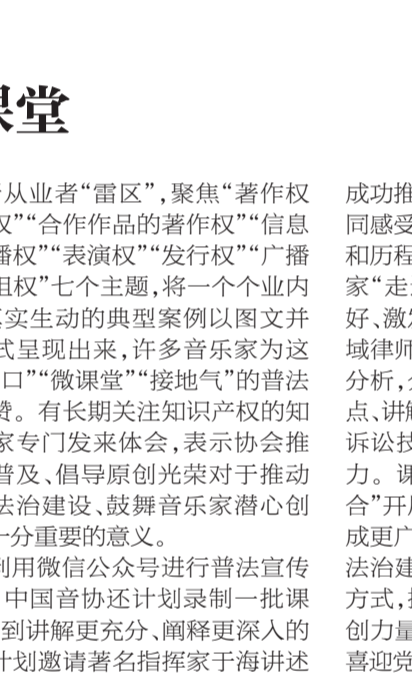 课堂
从业者“雷区”，聚焦“著作权
权”“合作作品的著作权”“信息
播权”“表演权”“发行权”“广播
租权”七个主题，将一个个业内
真实生动的典型案例以图文并
式呈现出来，许多音乐家为这
口”“微课堂”“接地气”的普法
赞。有长期关注知识产权的知
家专门发来体会，表示协会推
普及、倡导原创光荣对于推动
法治建设、鼓舞音乐家潜心创
十分重要的意义。
利用微信公众号进行普法宣传
中国音协还计划录制一批课
到讲解更充分、阐释更深入的
计划邀请著名指挥家于海讲述
成功推
同感受
和历程
家“走
好、激发
域律师
分析，
点、讲解
诉讼技
力。课
合”开展
成更广
法治建
方式，
创力量
喜迎党